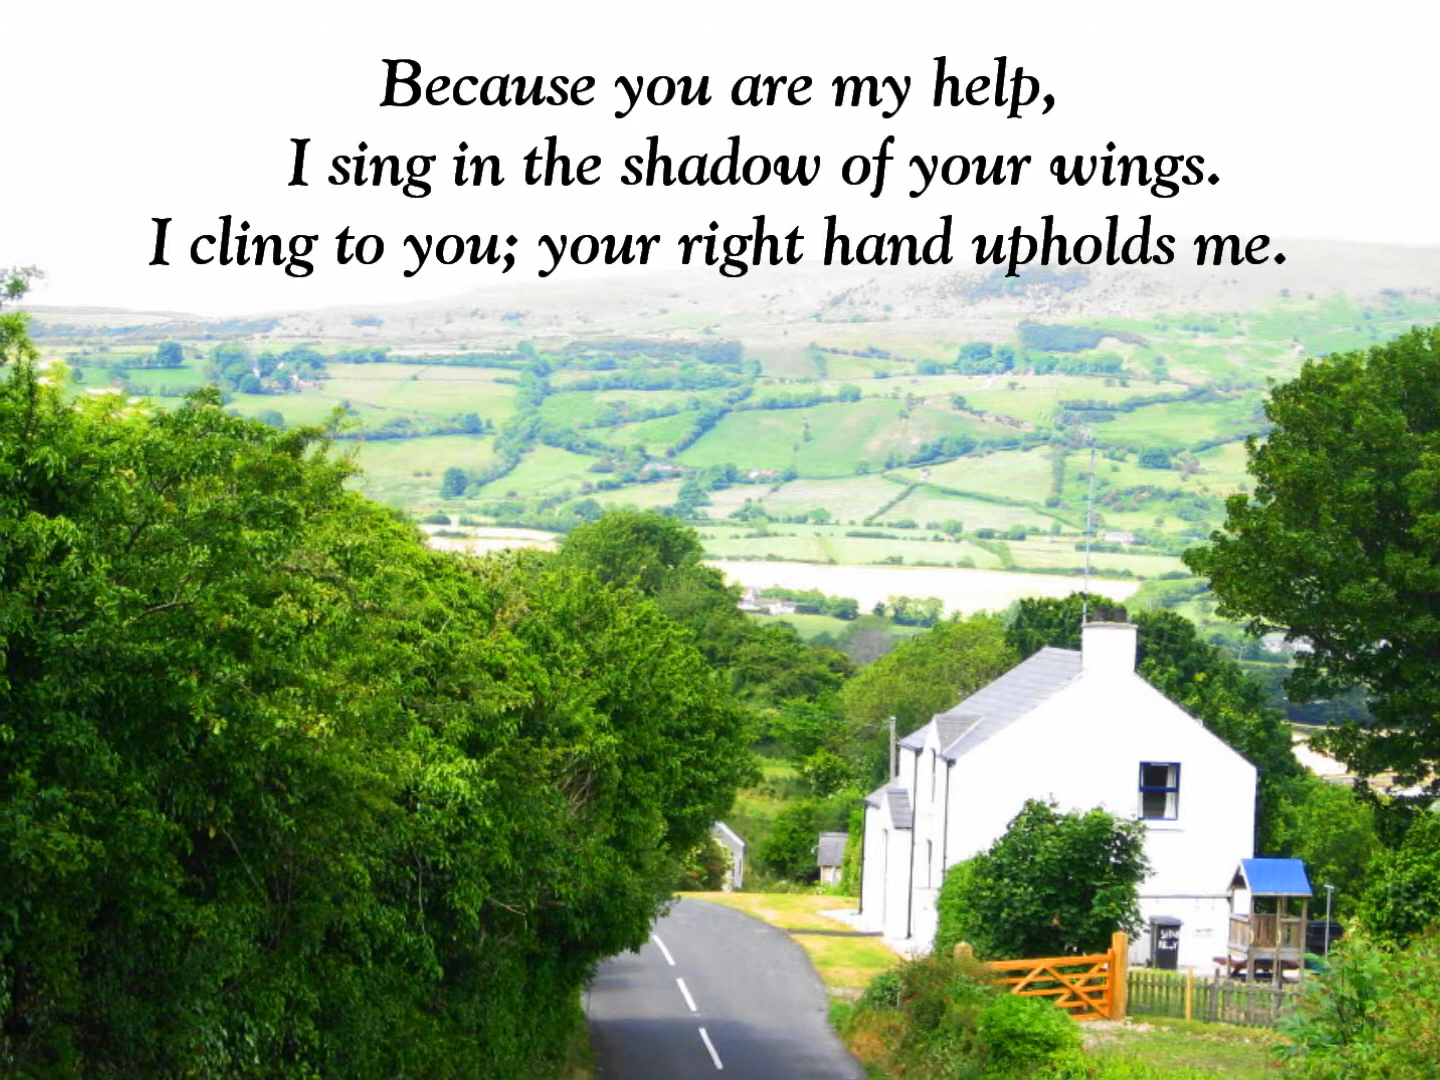 Because you are my help,
I sing in the shadow of your wings.
I cling to you; your right hand upholds me.